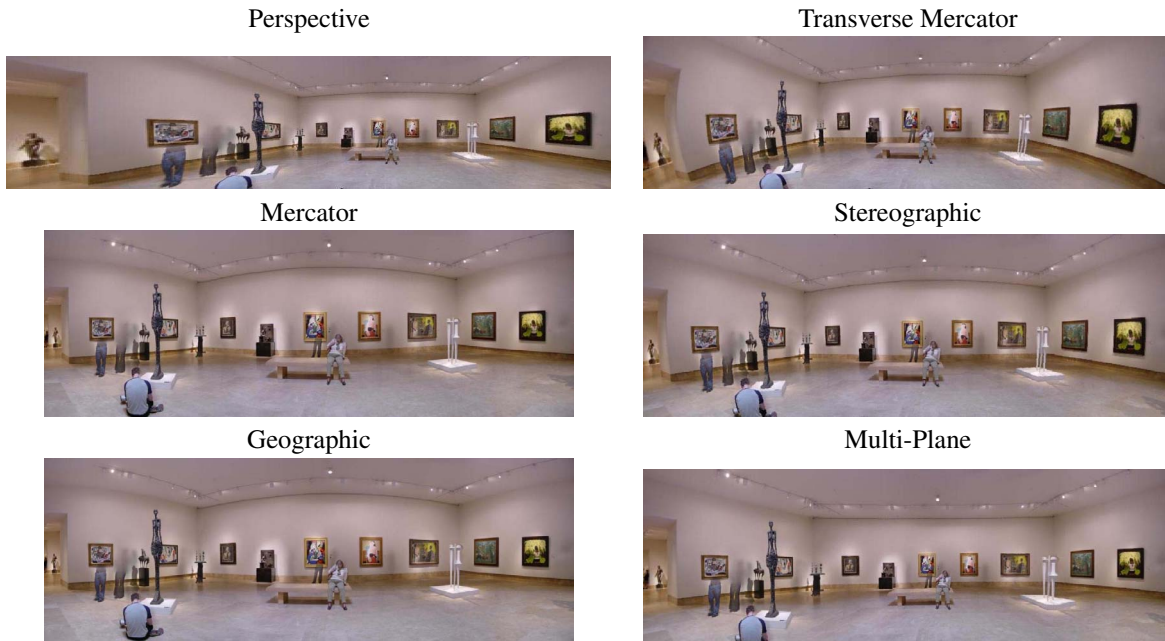 Perspective
Transverse Mercator
Mercator
Stereographic
Geographic
Multi-Plane